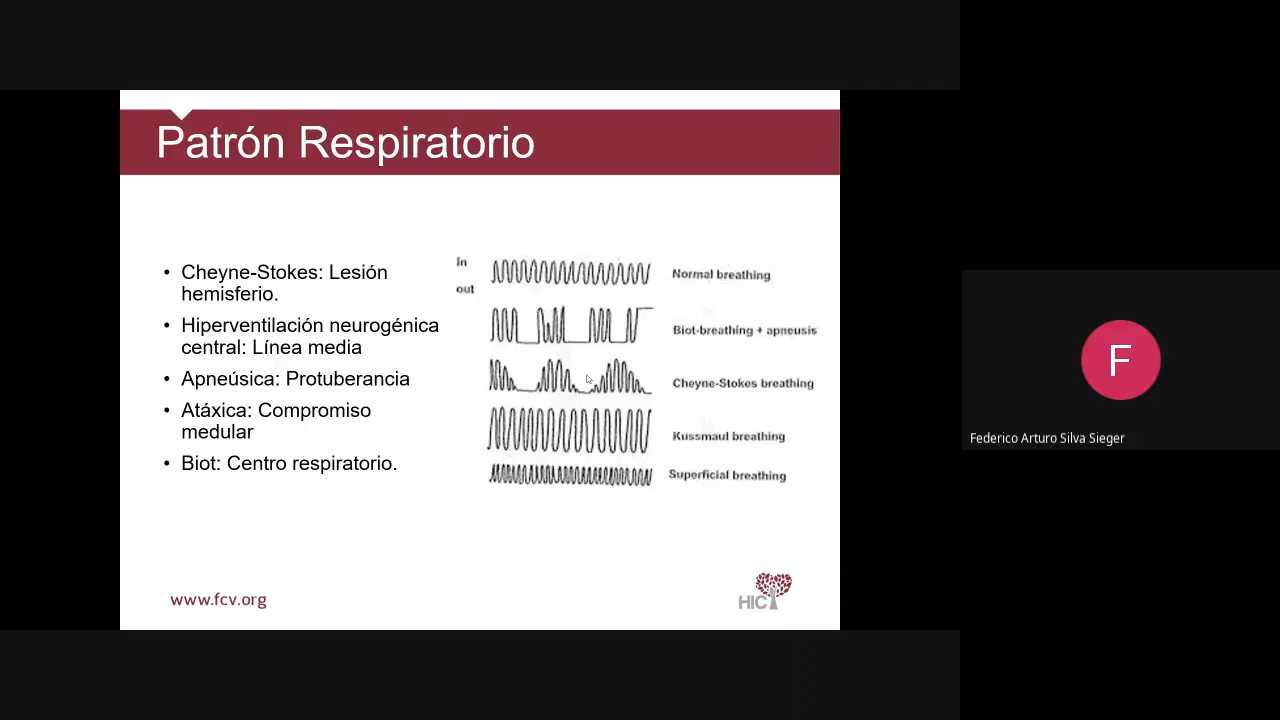 Patrón Respiratorio
• Cheyne-Stokes: Lesión
hemisferio.
• Hiperventilación neurogénica
central: Línea media
• Apneúsica: Protuberancia
• Atáxica: Compromiso
medular
• Biot: Centro respiratorio.
In
out
Normal breathing
Biot-breathing + apneusis
Cheyne-Stokes breathing
Kussmaul breathing
Superficial breathing
www.fcv.org
HIC
F
Federico Arturo Silva Sieger